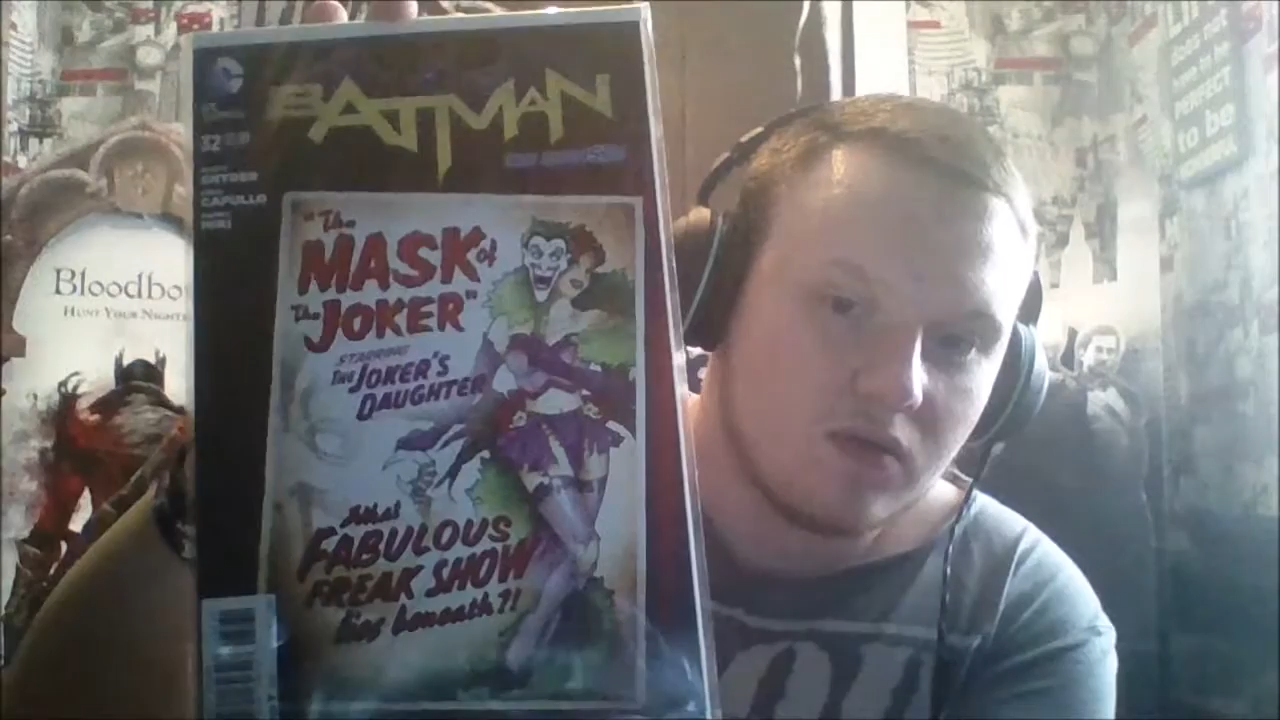 BATMAN
32
SNYDER
CAPULLO
MIKI
"The
MASK of
The JOKER"
STARRING
THE JOKER'S
DAUGHTER
What
FABULOUS
FREAK SHOW
lies beneath?!
Bloodbo
HUNT YOUR NIGHTM
PERFECT
to be